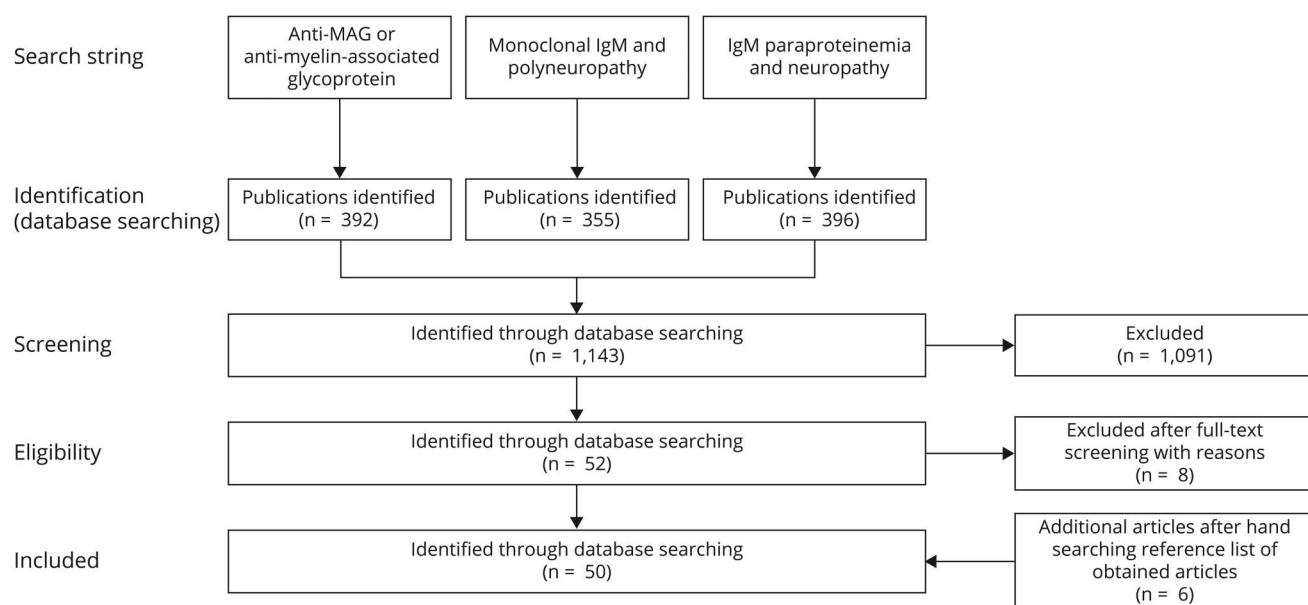 Search string
Anti-MAG or
anti-myelin-associated
glycoprotein
Monoclonal IgM and
polyneuropathy
IgM paraproteinemia
and neuropathy
Identification
(database searching)
Publications identified
(n = 392)
Publications identified
(n = 355)
Publications identified
(n = 396)
Screening
Identified through database searching
(n = 1,143)
Excluded
(n = 1,091)
Eligibility
Identified through database searching
(n = 52)
Excluded after full-text
screening with reasons
(n = 8)
Included
Identified through database searching
(n = 50)
Additional articles after hand
searching reference list of
obtained articles
(n = 6)